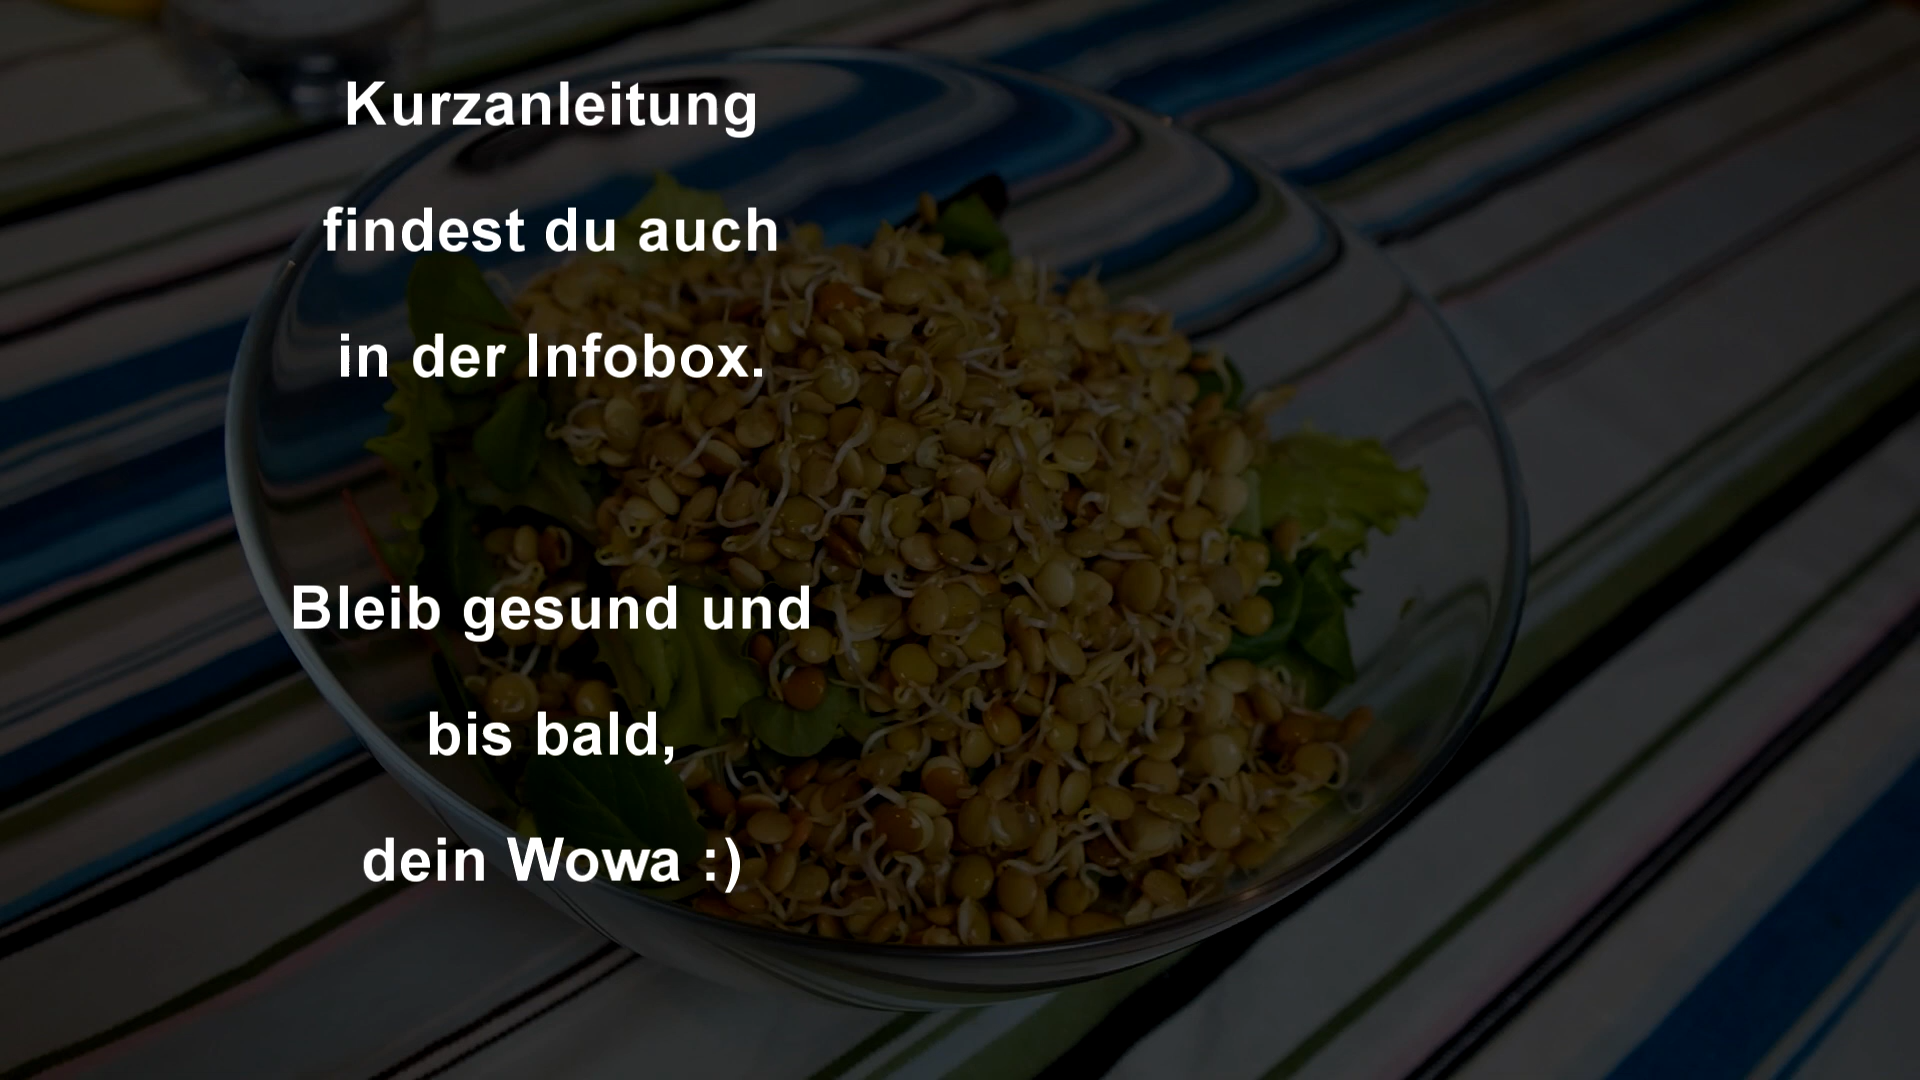 Kurzanleitung
findest du auch
in der Infobox.
Bleib gesund und
bis bald,
dein Wowa :)